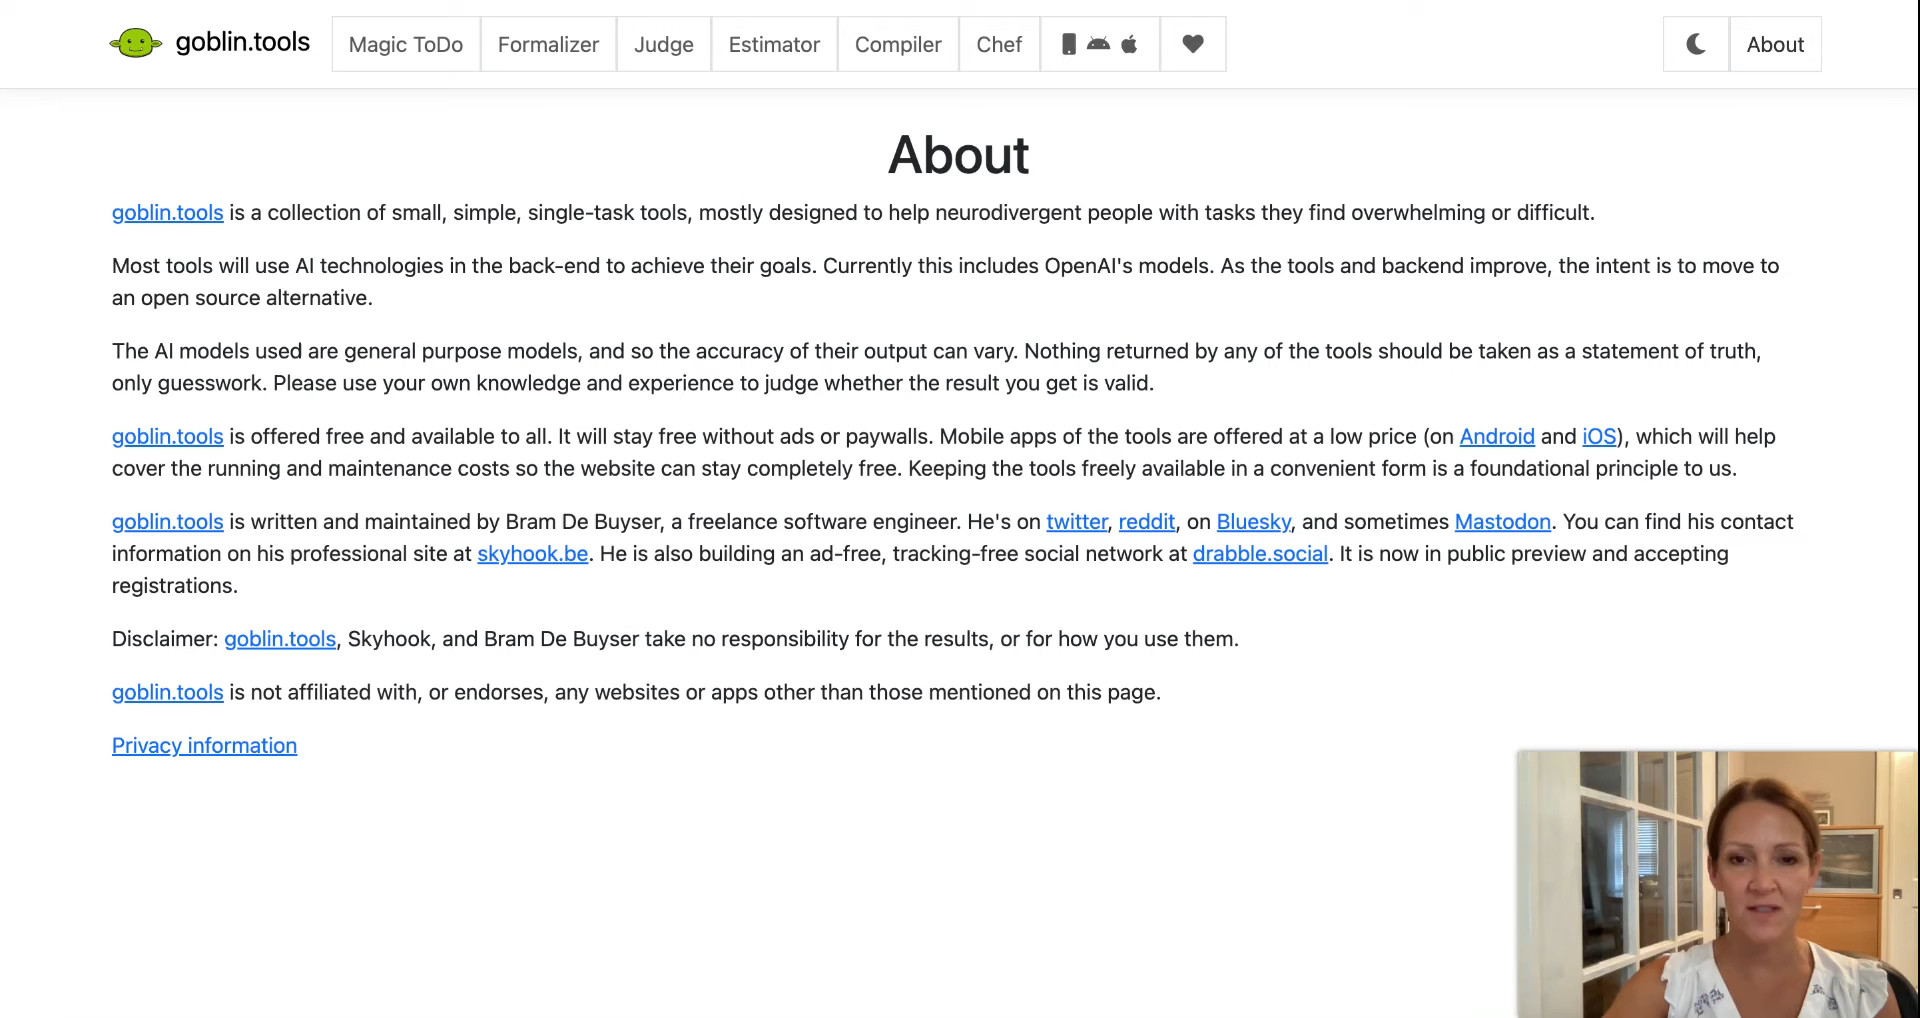 goblin.tools Magic ToDo Formalizer Judge Estimator Compiler Chef About
About
goblin.tools is a collection of small, simple, single-task tools, mostly designed to help neurodivergent people with tasks they find overwhelming or difficult.
Most tools will use AI technologies in the back-end to achieve their goals. Currently this includes OpenAI's models. As the tools and backend improve, the intent is to move to
an open source alternative.
The AI models used are general purpose models, and so the accuracy of their output can vary. Nothing returned by any of the tools should be taken as a statement of truth,
only guesswork. Please use your own knowledge and experience to judge whether the result you get is valid.
goblin.tools is offered free and available to all. It will stay free without ads or paywalls. Mobile apps of the tools are offered at a low price (on Android and iOS), which will help
cover the running and maintenance costs so the website can stay completely free. Keeping the tools freely available in a convenient form is a foundational principle to us.
goblin.tools is written and maintained by Bram De Buyser, a freelance software engineer. He's on twitter, reddit, on Bluesky, and sometimes Mastodon. You can find his contact
information on his professional site at skyhook.be. He is also building an ad-free, tracking-free social network at drabble.social. It is now in public preview and accepting
registrations.
Disclaimer: goblin.tools, Skyhook, and Bram De Buyser take no responsibility for the results, or for how you use them.
goblin.tools is not affiliated with, or endorses, any websites or apps other than those mentioned on this page.
Privacy information